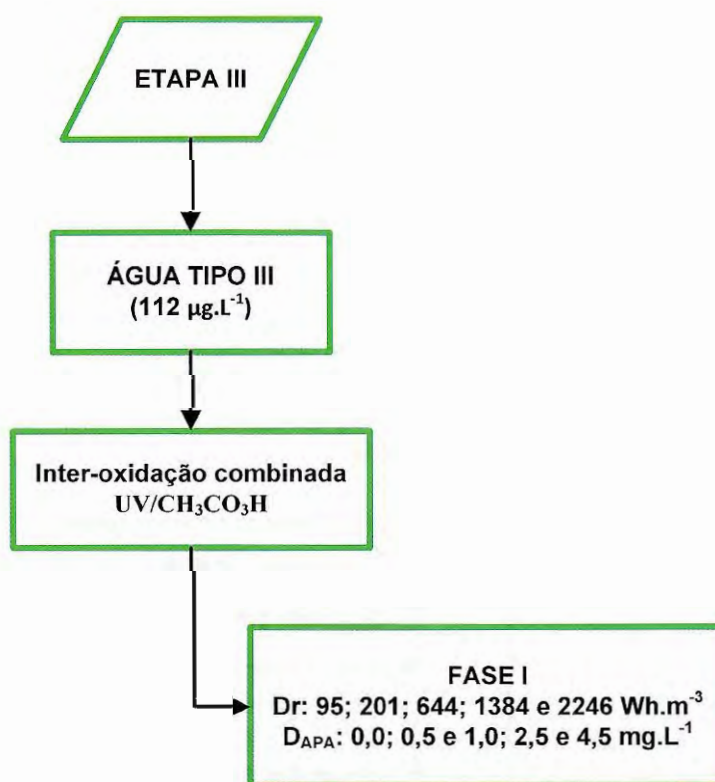 ETAPA III
ÁGUA TIPO III
(112 µg.L⁻¹)
Inter-oxidação combinada
UV/CH₃CO₃H
FASE I
Dr: 95; 201; 644; 1384 e 2246 Wh.m⁻³
D_APA: 0,0; 0,5 e 1,0; 2,5 e 4,5 mg.L⁻¹